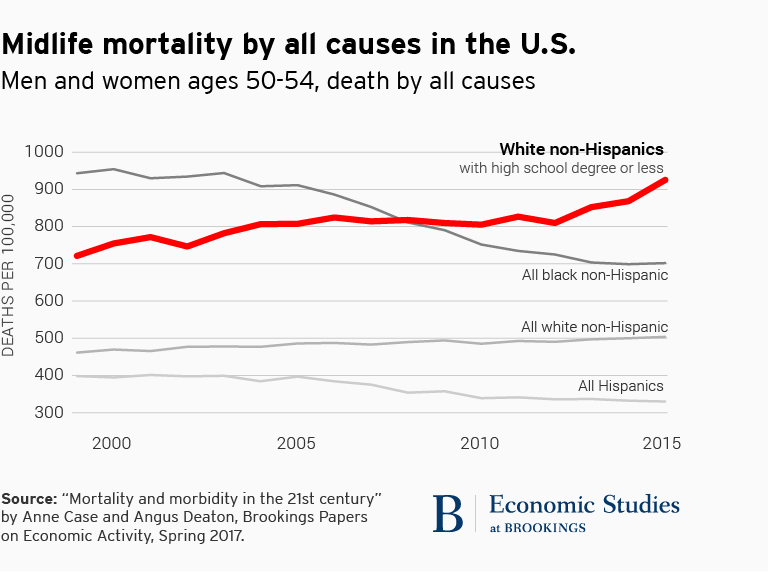 Midlife mortality by all causes in the U.S.
Men and women ages 50-54, death by all causes
DEATHS PER 100,000
1000
900
800
700
600
500
400
300
White non-Hispanics
with high school degree or less
All black non-Hispanic
All white non-Hispanic
All Hispanics
2000
2005
2010
2015
Source: “Mortality and morbidity in the 21st century”
by Anne Case and Angus Deaton, Brookings Papers
on Economic Activity, Spring 2017.
B
Economic Studies
at BROOKINGS